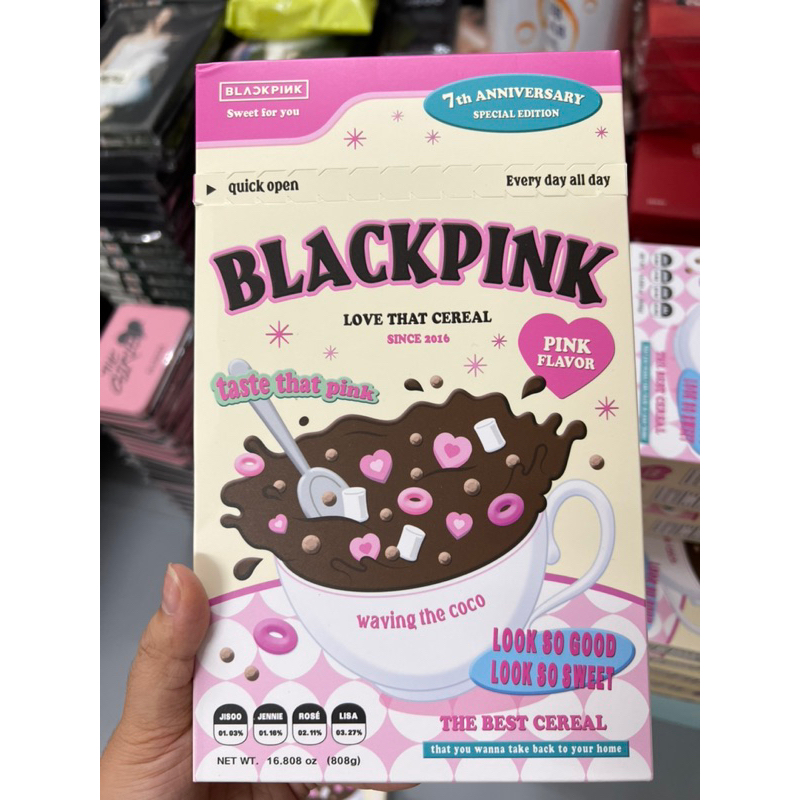 BLACKPINK
Sweet for you
7th ANNIVERSARY
SPECIAL EDITION
quick open
Every day all day
BLACKPINK
LOVE THAT CEREAL
SINCE 2016
PINK
FLAVOR
taste that pink
waving the coco
LOOK SO GOOD
LOOK SO SWEET
JISOO
01.03%
JENNIE
01.16%
ROSÉ
02.11%
LISA
03.27%
THE BEST CEREAL
that you wanna take back to your home
NET WT. 16.808 oz (808g)